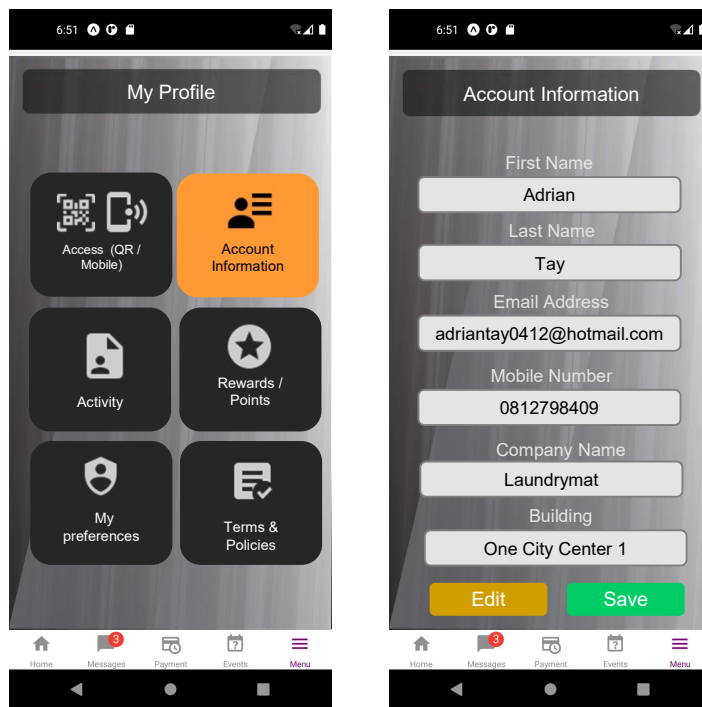 6:51
My Profile
Access (QR /
Mobile)
Account
Information
Activity
Rewards /
Points
My
preferences
Terms &
Policies
3
Home
Messages
Payment
Events
Menu
6:51
Account Information
First Name
Adrian
Last Name
Tay
Email Address
adriantay0412@hotmail.com
Mobile Number
0812798409
Company Name
Laundrymat
Building
One City Center 1
Edit
Save
3
Home
Messages
Payment
Events
Menu